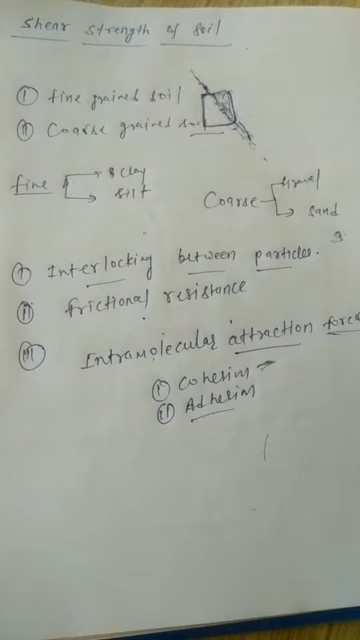 Shear strength of soil
(I) fine grained soil
(II) Coarse grained soil
fine → clay
→ silt
Coarse gravel
→ sand
(I) Interlocking between particles.
(II) frictional resistance
(III) Intramolecular attraction force
(I) Cohesion
(II) Adhesion